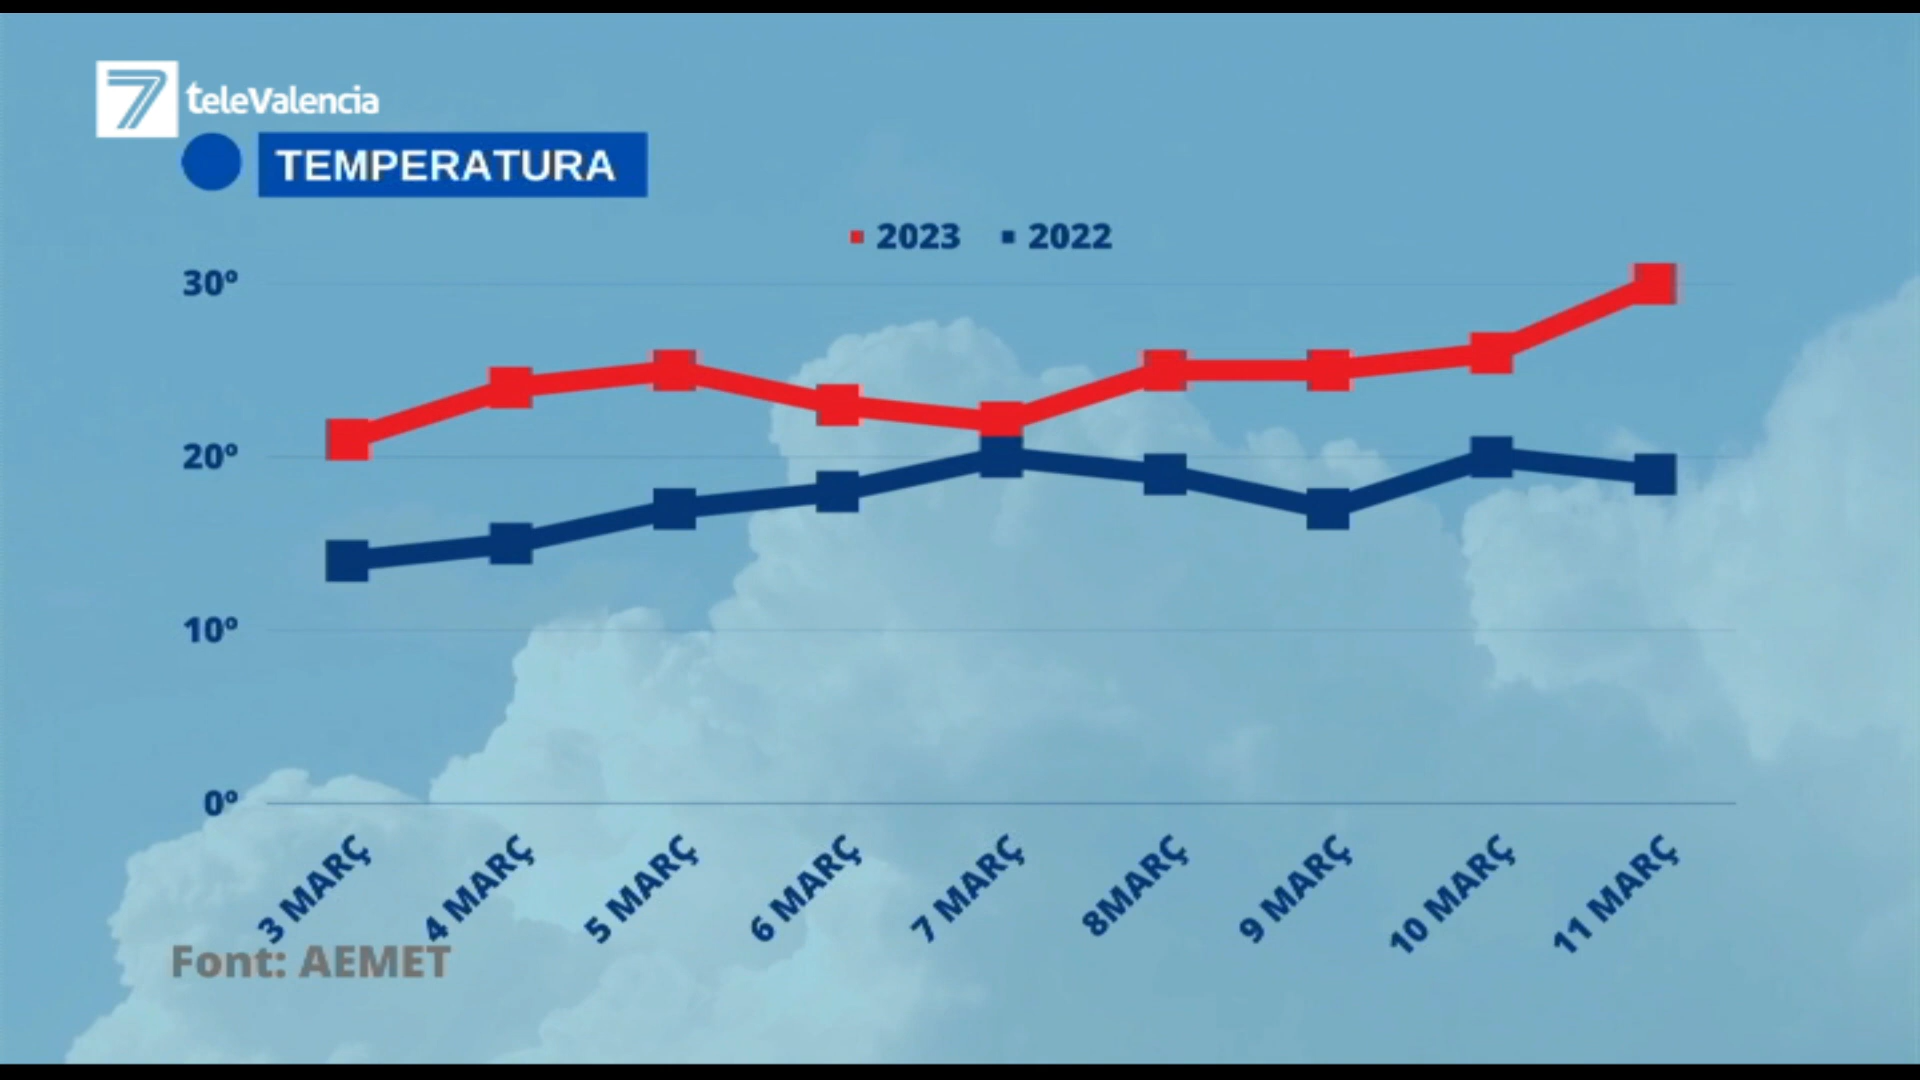 7 teleValencia
TEMPERATURA
2023 2022
30º
20º
10º
0º
3 MARÇ 4 MARÇ 5 MARÇ 6 MARÇ 7 MARÇ 8MARÇ 9 MARÇ 10 MARÇ 11 MARÇ
Font: AEMET